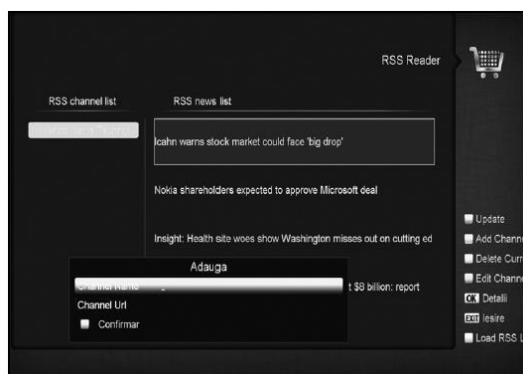 RSS Reader
RSS channel list
RSS news list
Icahn warns stock market could face 'big drop'
Nokia shareholders expected to approve Microsoft deal
Insight: Health site woes show Washington misses out on cutting ed
t $8 billion: report
Adauga
Channel Name
Channel Url
Confirmar
Update
Add Chann
Delete Curr
Edit Channe
OK Detalii
EXIT Iesire
Load RSS L